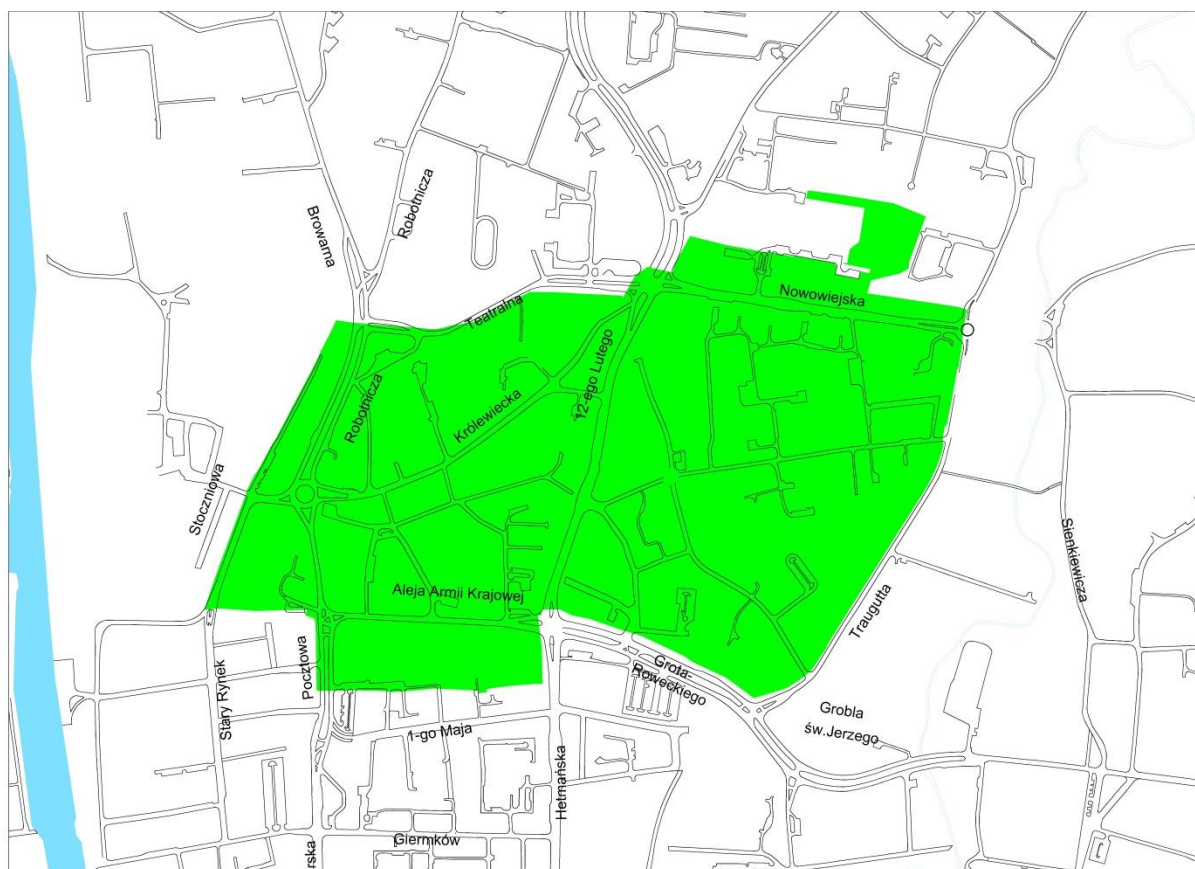 Browarna
Robotnicza
Nowowiejska
Teatralna
12-ego Lutego
Robotnicza
Królewiecka
Stoczniowa
Sienkiewicza
Aleja Armii Krajowej
Traugutta
Pocztowa
Stary Rynek
Grota-
Roweckiego
Grobla
św.Jerzego
1-go Maja
Hetmańska
Giermków
rska